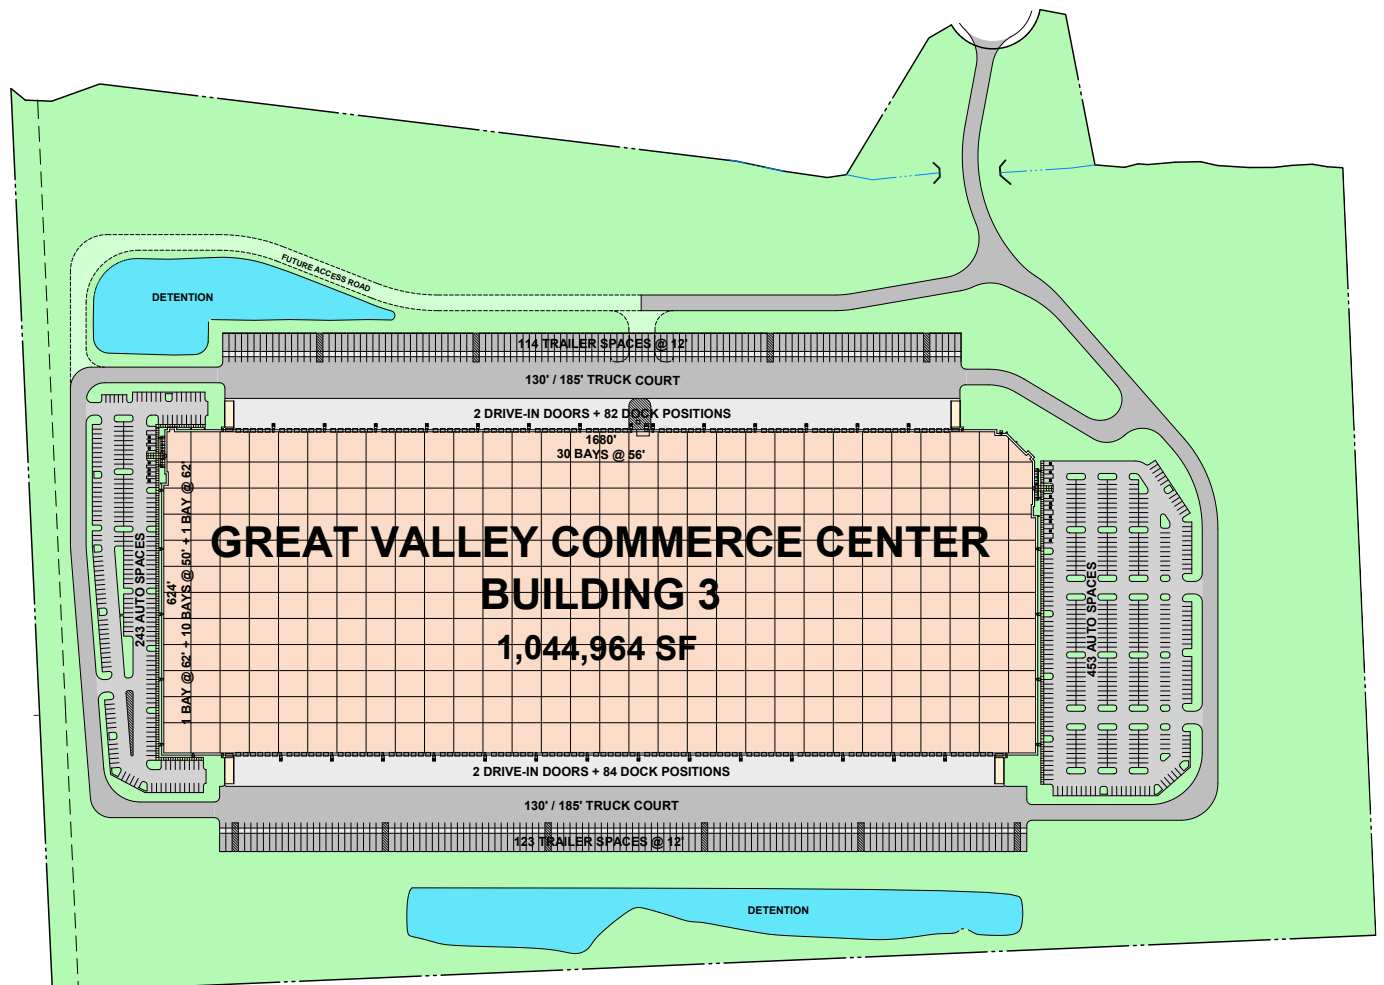 FUTURE ACCESS ROAD
DETENTION
114 TRAILER SPACES @ 12'
130' / 185' TRUCK COURT
2 DRIVE-IN DOORS + 82 DOCK POSITIONS
1680'
30 BAYS @ 56'
243 AUTO SPACES
624'
1 BAY @ 62' + 10 BAYS @ 50' + 1 BAY @ 62'
GREAT VALLEY COMMERCE CENTER
BUILDING 3
1,044,964 SF
453 AUTO SPACES
2 DRIVE-IN DOORS + 84 DOCK POSITIONS
130' / 185' TRUCK COURT
123 TRAILER SPACES @ 12'
DETENTION